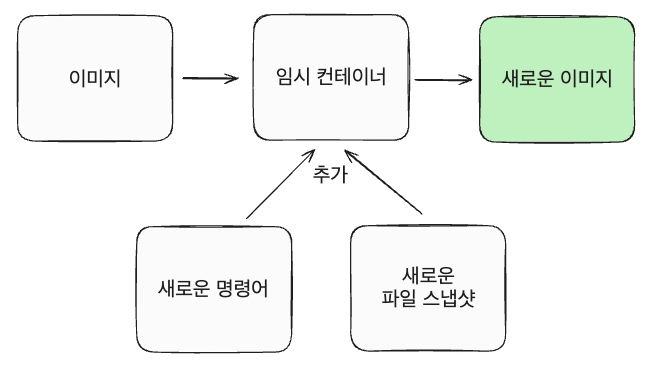 이미지
임시 컨테이너
새로운 이미지
추가
새로운 명령어
새로운
파일 스냅샷